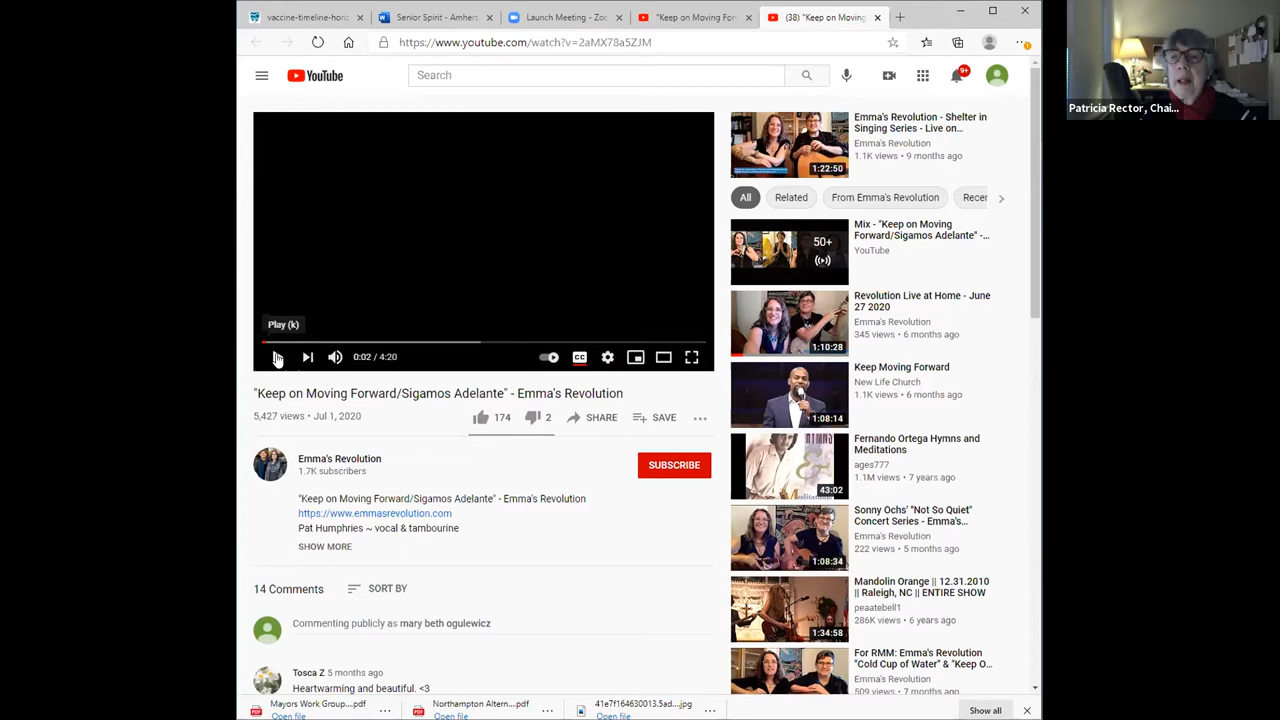 vaccine-timeline-hori
Senior Spirit - Amhers
Launch Meeting - Zoo
"Keep on Moving For
(38) "Keep on Moving
https://www.youtube.com/watch?v=2aMX78a5ZJM
YouTube
Search
9+
Patricia Rector, Chai...
Play (k)
0:02 / 4:20
CC
"Keep on Moving Forward/Sigamos Adelante" - Emma's Revolution
5,427 views • Jul 1, 2020
174
2
SHARE
SAVE
Emma's Revolution
1.7K subscribers
SUBSCRIBE
"Keep on Moving Forward/Sigamos Adelante" - Emma's Revolution
https://www.emmasrevolution.com
Pat Humphries ~ vocal & tambourine
SHOW MORE
14 Comments
SORT BY
Commenting publicly as mary beth ogulewicz
Tosca Z 5 months ago
Heartwarming and beautiful. <3
Emma's Revolution - Shelter in
Singing Series - Live on...
Emma's Revolution
1.1K views • 9 months ago
1:22:50
All
Related
From Emma's Revolution
Recer
Mix - "Keep on Moving
Forward/Sigamos Adelante" -...
YouTube
50+
Revolution Live at Home - June
27 2020
Emma's Revolution
345 views • 6 months ago
1:10:28
Keep Moving Forward
New Life Church
1.1K views • 6 months ago
1:08:14
Fernando Ortega Hymns and
Meditations
ages777
1.1M views • 7 years ago
HYMNS
&
43:02
Sonny Ochs' "Not So Quiet"
Concert Series - Emma's...
Emma's Revolution
222 views • 5 months ago
1:08:34
Mandolin Orange || 12.31.2010
|| Raleigh, NC || ENTIRE SHOW
peaatebell1
286K views • 6 years ago
1:34:58
For RMM: Emma's Revolution
"Cold Cup of Water" & "Keep O...
Emma's Revolution
509 views • 7 months ago
Mayors Work Group....pdf
Open file
Northampton Altern....pdf
Open file
41e7f164630013.5ad....jpg
Open file
Show all